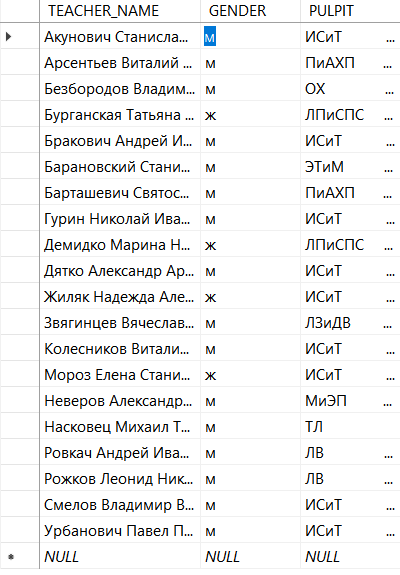 TEACHER_NAME GENDER PULPIT
Акунович Станисла... м ИСиТ ...
Арсентьев Виталий ... м ПиАХП ...
Безбородов Владим... м ОХ ...
Бурганская Татьяна ... ж ЛПиСПС ...
Бракович Андрей И... м ИСиТ ...
Барановский Стани... м ЭТиМ ...
Барташевич Святос... м ПиАХП ...
Гурин Николай Ива... м ИСиТ ...
Демидко Марина Н... ж ЛПиСПС ...
Дятко Александр Ар... м ИСиТ ...
Жиляк Надежда Але... ж ИСиТ ...
Звягинцев Вячеслав... м ЛЗиДВ ...
Колесников Витали... м ИСиТ ...
Мороз Елена Стани... ж ИСиТ ...
Неверов Александр... м МиЭП ...
Насковец Михаил Т... м ТЛ
Ровкач Андрей Ива... м ЛВ ...
Рожков Леонид Ник... м ЛВ ...
Смелов Владимир В... м ИСиТ ...
Урбанович Павел П... м ИСиТ ...
NULL NULL NULL